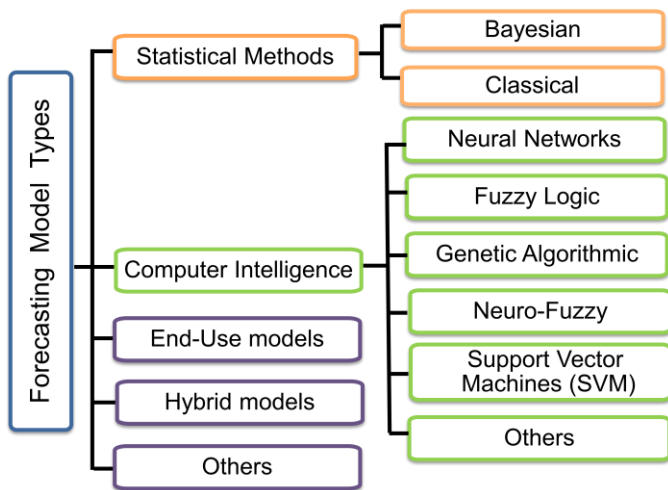 Forecasting Model Types
Statistical Methods
Bayesian
Classical
Computer Intelligence
Neural Networks
Fuzzy Logic
Genetic Algorithmic
Neuro-Fuzzy
Support Vector
Machines (SVM)
Others
End-Use models
Hybrid models
Others